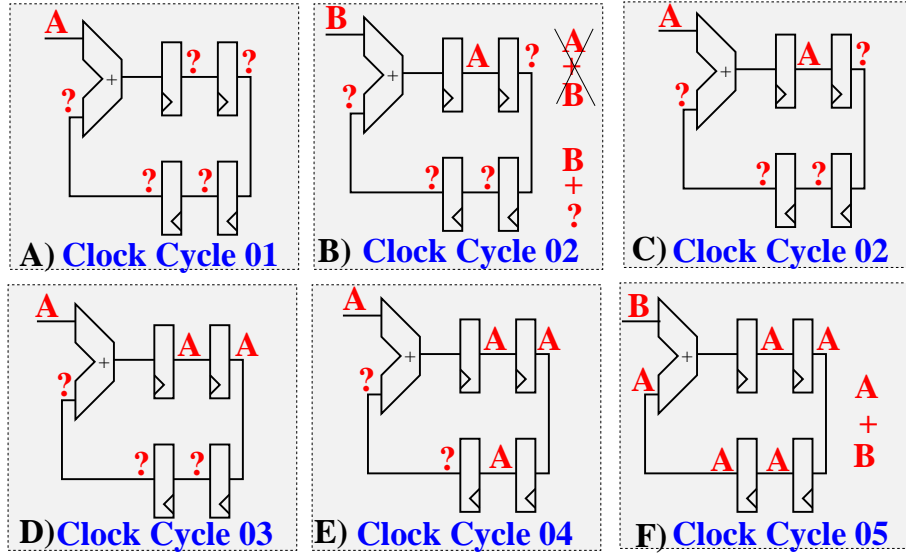 A
?
?
?
+
?
?
A) Clock Cycle 01
B
A
?
A
+
B
?
+
?
?
B
+
?
B) Clock Cycle 02
A
A
?
?
+
?
?
C) Clock Cycle 02
A
A
A
?
+
?
?
D) Clock Cycle 03
A
A
A
?
+
?
A
E) Clock Cycle 04
B
A
A
A
+
A
+
B
A
A
F) Clock Cycle 05